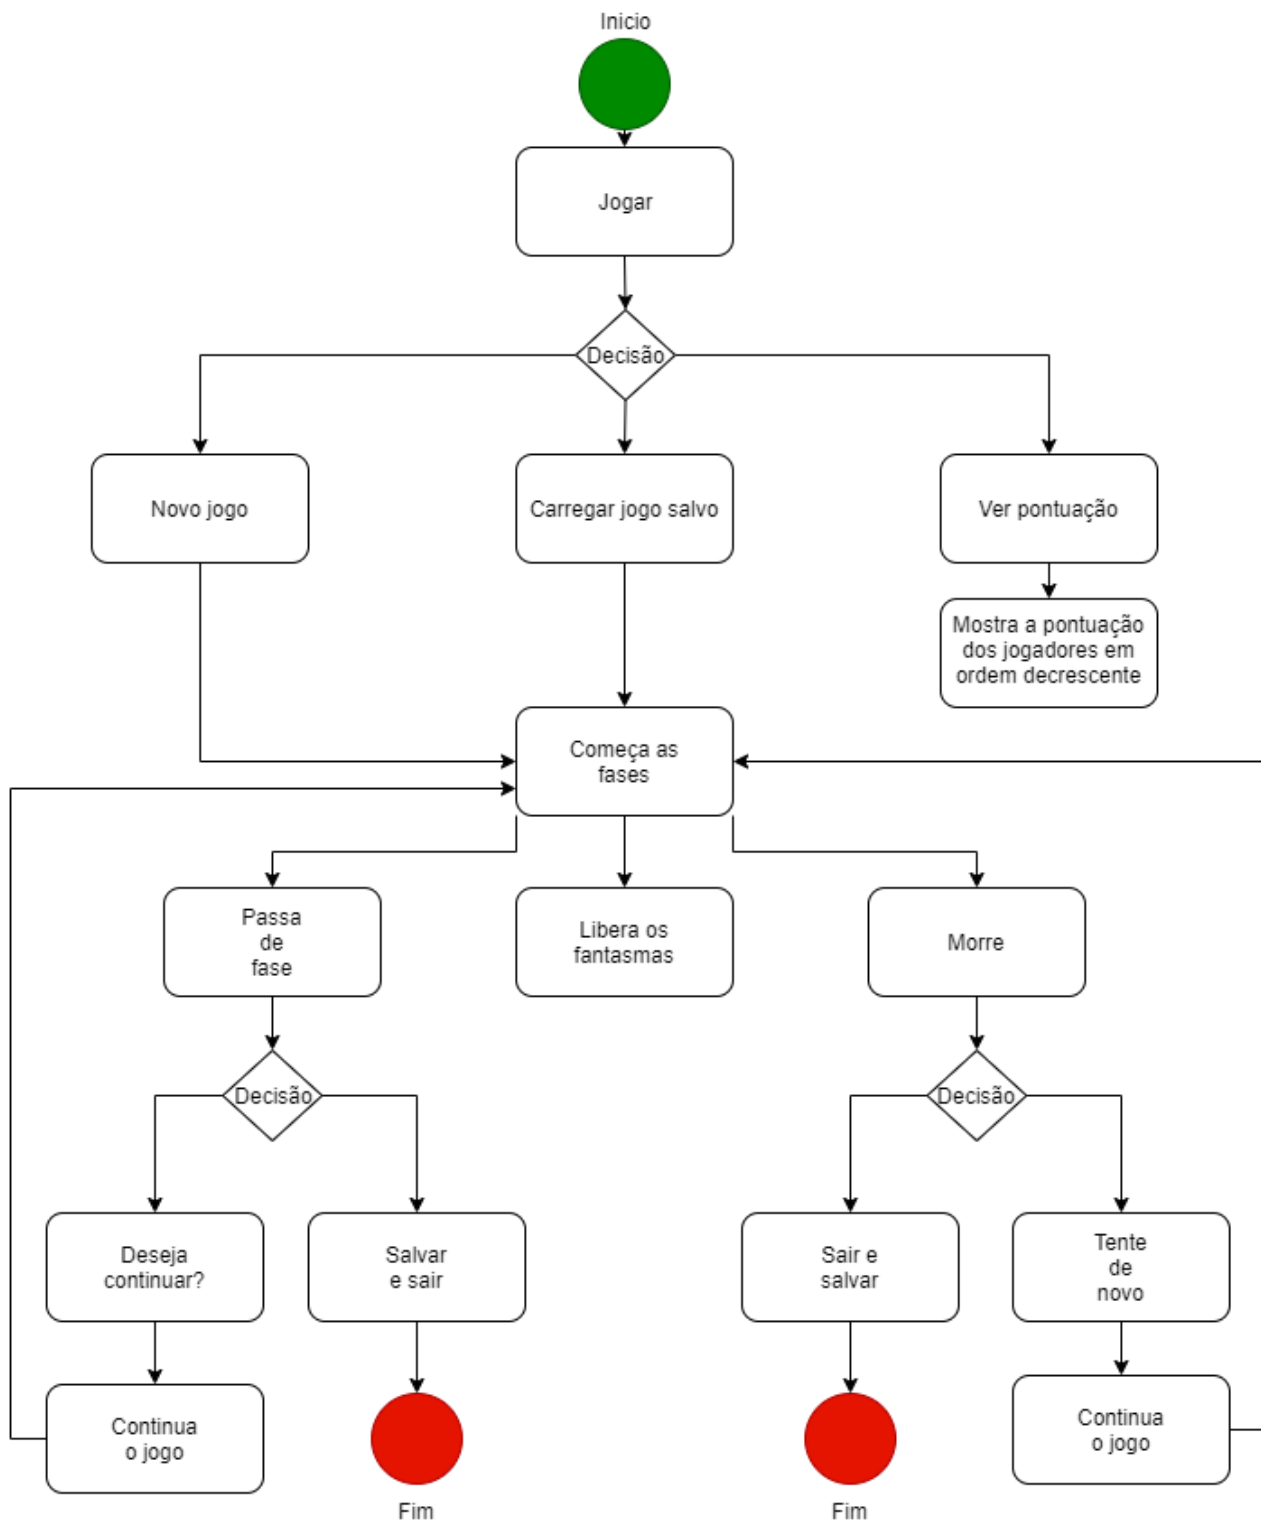 Inicio
Jogar
Decisão
Novo jogo
Carregar jogo salvo
Ver pontuação
Mostra a pontuação
dos jogadores em
ordem decrescente
Começa as
fases
Passa
de
fase
Libera os
fantasmas
Morre
Decisão
Decisão
Deseja
continuar?
Salvar
e sair
Sair e
salvar
Tente
de
novo
Continua
o jogo
Continua
o jogo
Fim
Fim